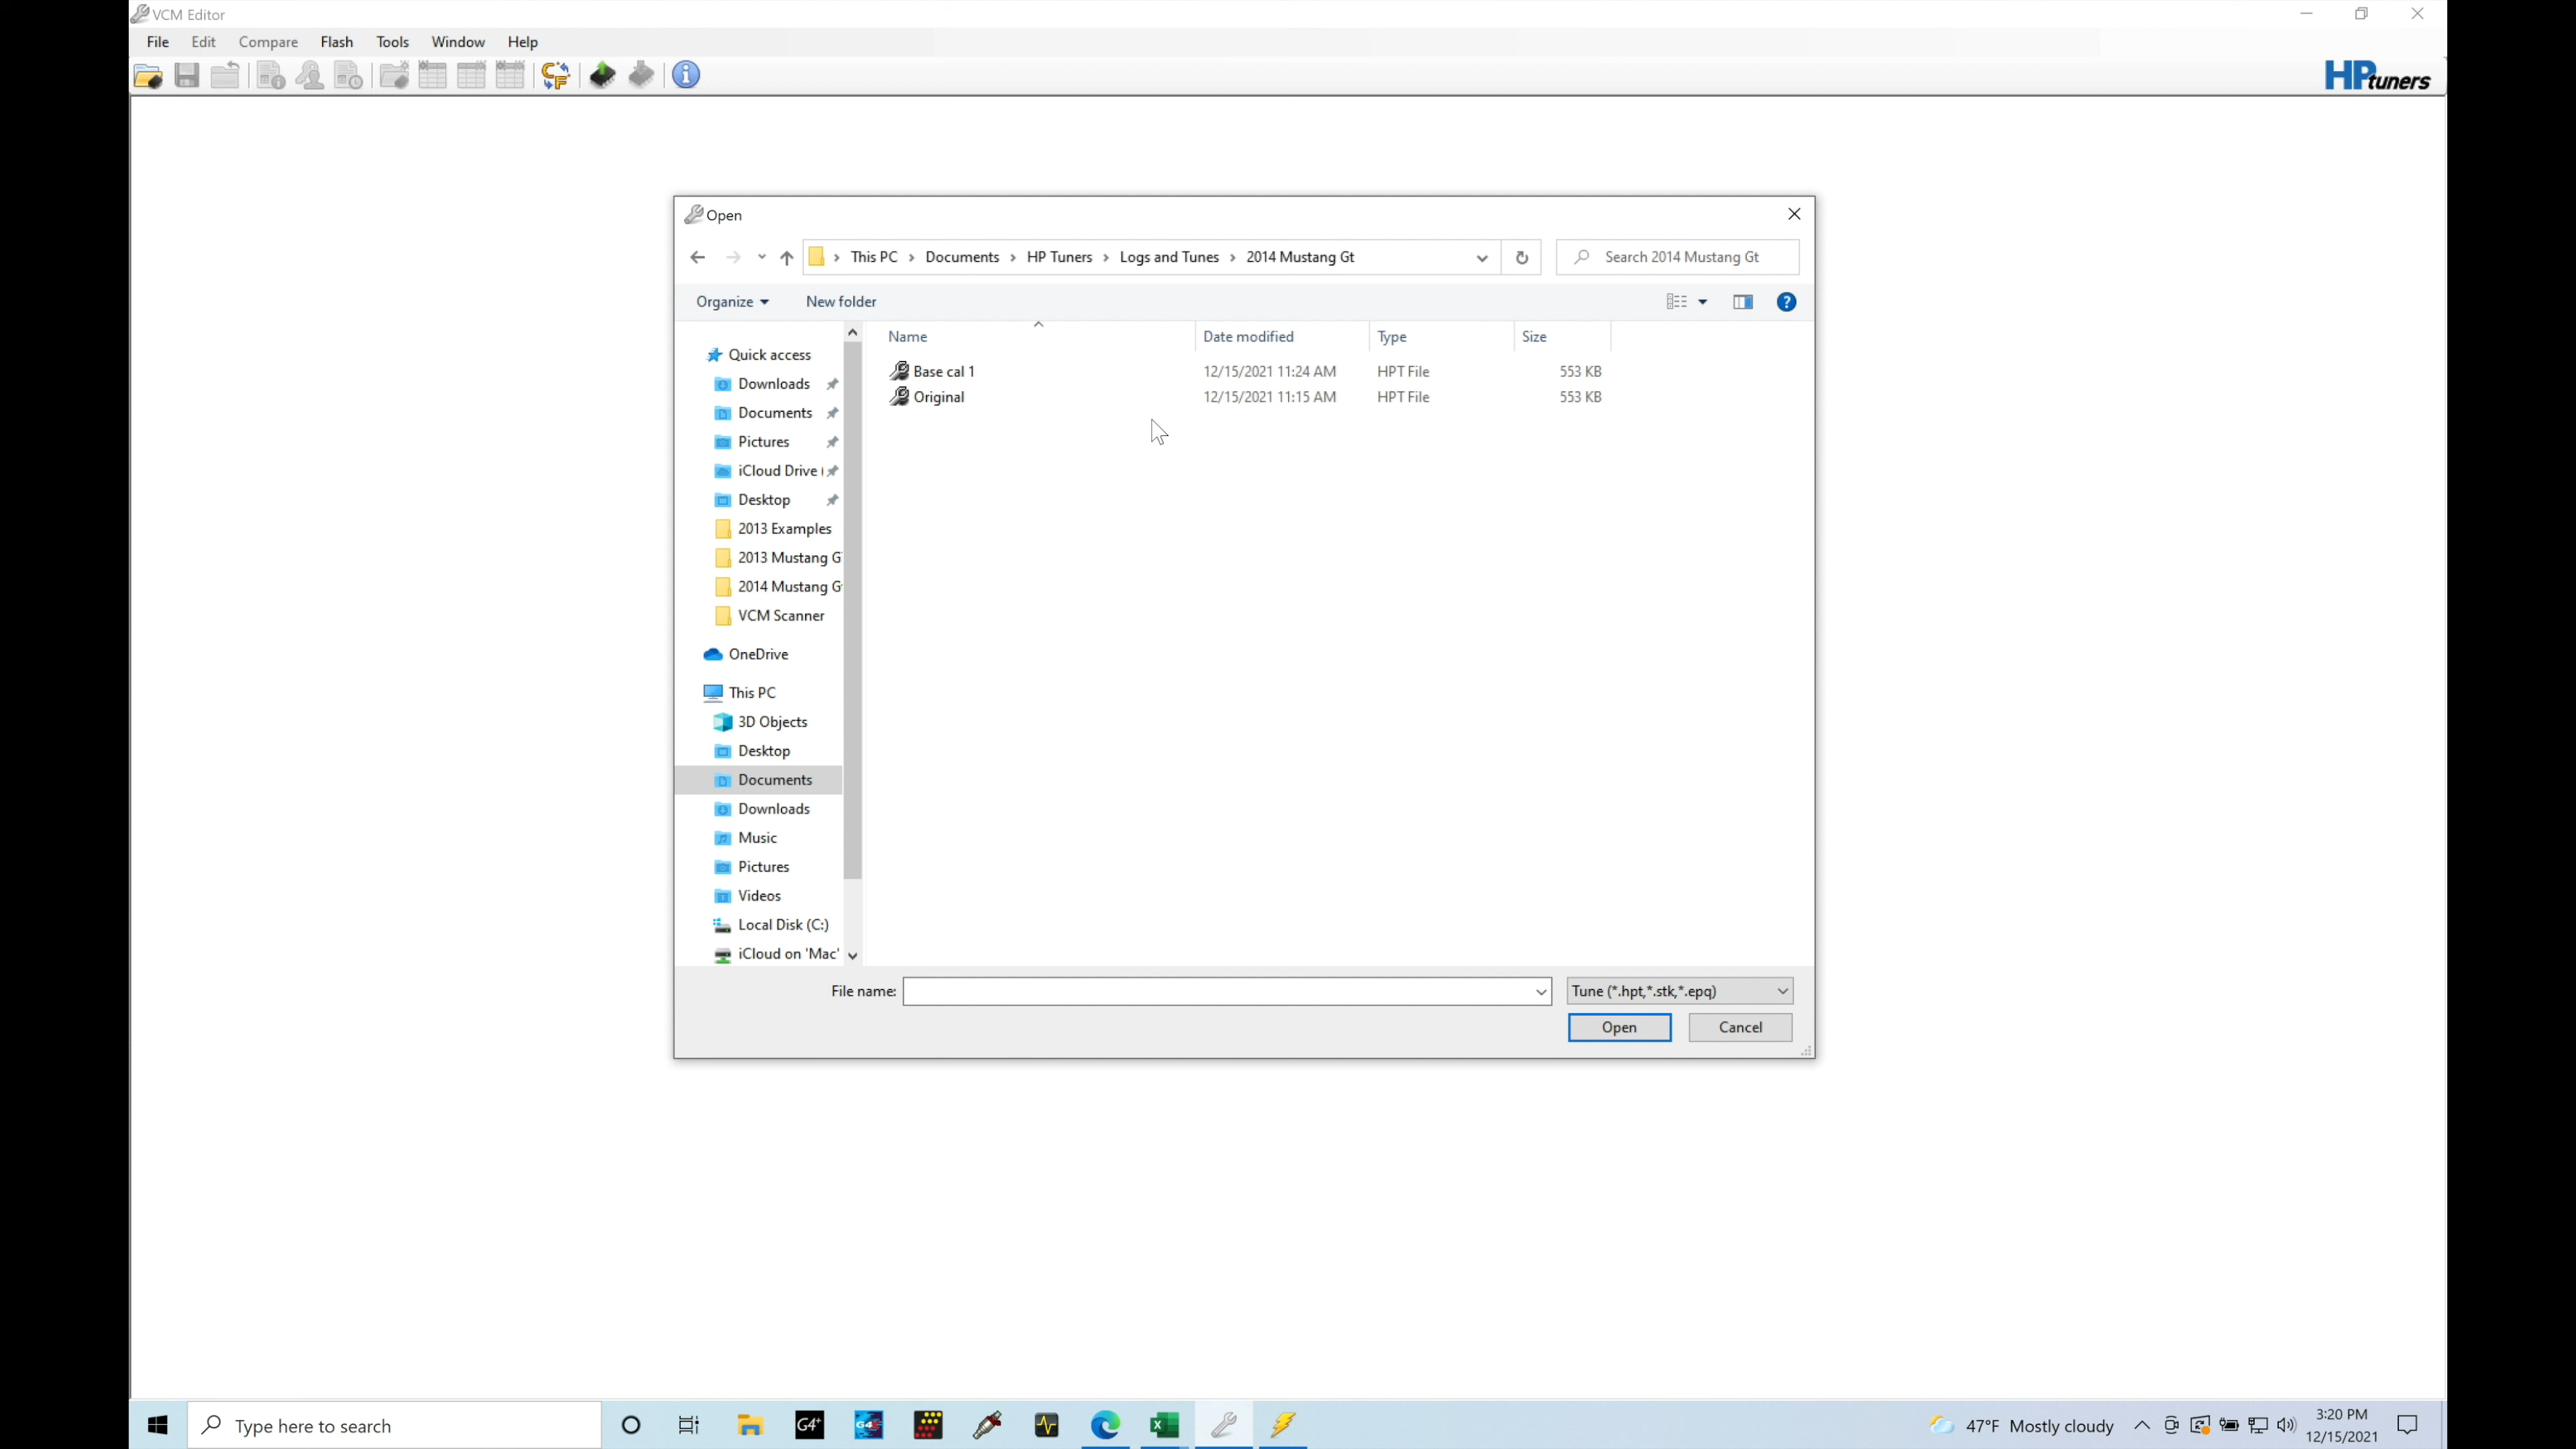 VCM Editor
File Edit Compare Flash Tools Window Help
HPtuners
Open
This PC Documents HP Tuners Logs and Tunes 2014 Mustang Gt
Search 2014 Mustang Gt
Organize New folder
Name Date modified Type Size
Base cal 1 12/15/2021 11:24 AM HPT File 553 KB
Original 12/15/2021 11:15 AM HPT File 553 KB
Quick access
Downloads
Documents
Pictures
iCloud Drive (
Desktop
2013 Examples
2013 Mustang G
2014 Mustang G
VCM Scanner
OneDrive
This PC
3D Objects
Desktop
Documents
Downloads
Music
Pictures
Videos
Local Disk (C:)
iCloud on 'Mac'
File name:
Tune (*.hpt,*.stk,*.epq)
Open Cancel
Type here to search
G4+
G4
47°F Mostly cloudy
3:20 PM
12/15/2021